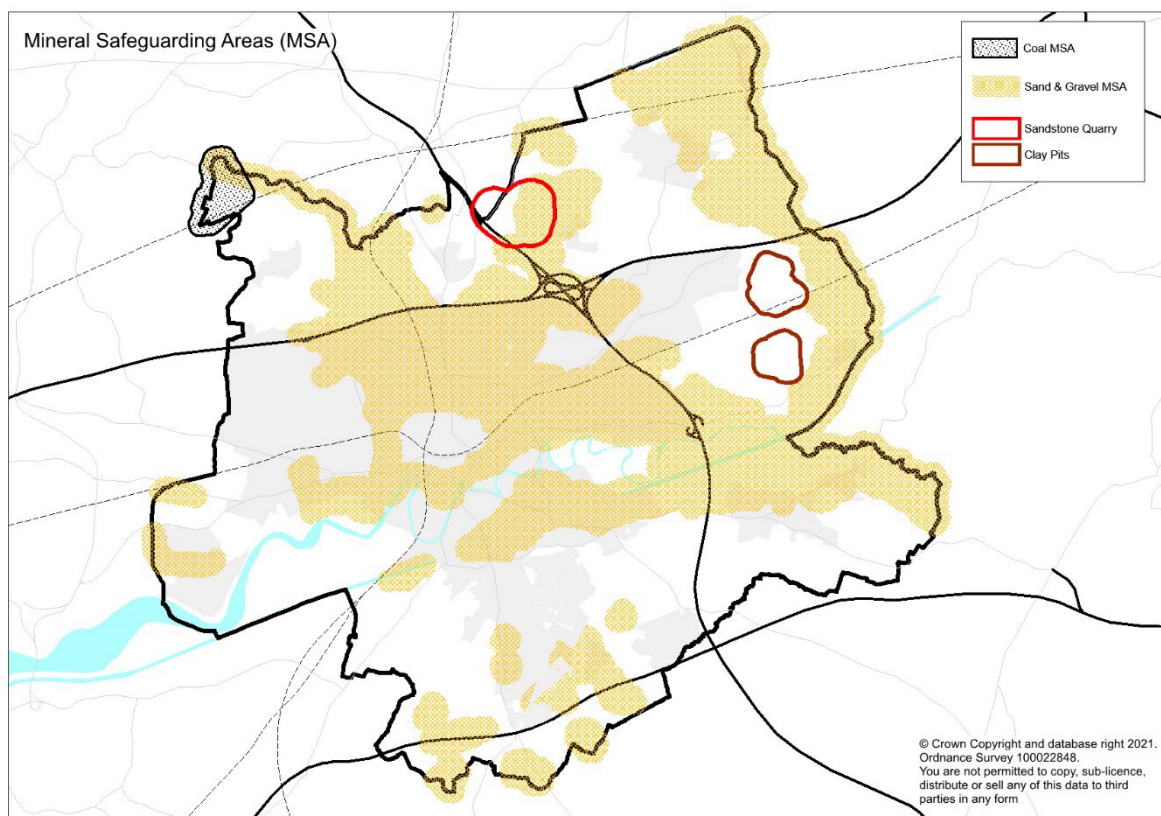 Mineral Safeguarding Areas (MSA)
Coal MSA
Sand & Gravel MSA
Sandstone Quarry
Clay Pits
© Crown Copyright and database right 2021.
Ordnance Survey 100022848.
You are not permitted to copy, sub-licence,
distribute or sell any of this data to third
parties in any form